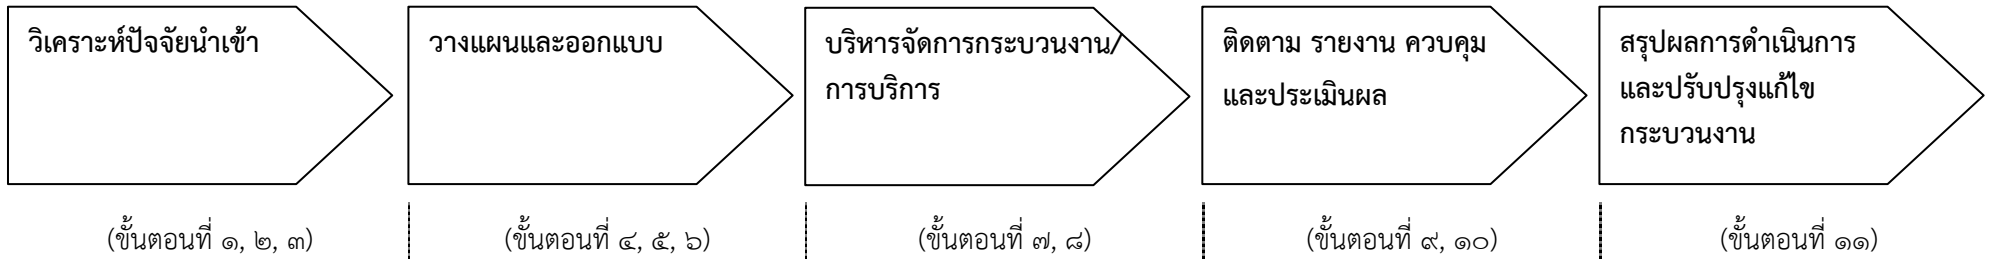 วิเคราะห์ปัจจัยนำเข้า
วางแผนและออกแบบ
บริหารจัดการกระบวนงาน/
การบริการ
ติดตาม รายงาน ควบคุม
และประเมินผล
สรุปผลการดำเนินการ
และปรับปรุงแก้ไข
กระบวนงาน
(ขั้นตอนที่ ๑, ๒, ๓)
(ขั้นตอนที่ ๔, ๕, ๖)
(ขั้นตอนที่ ๗, ๘)
(ขั้นตอนที่ ๙, ๑๐)
(ขั้นตอนที่ ๑๑)